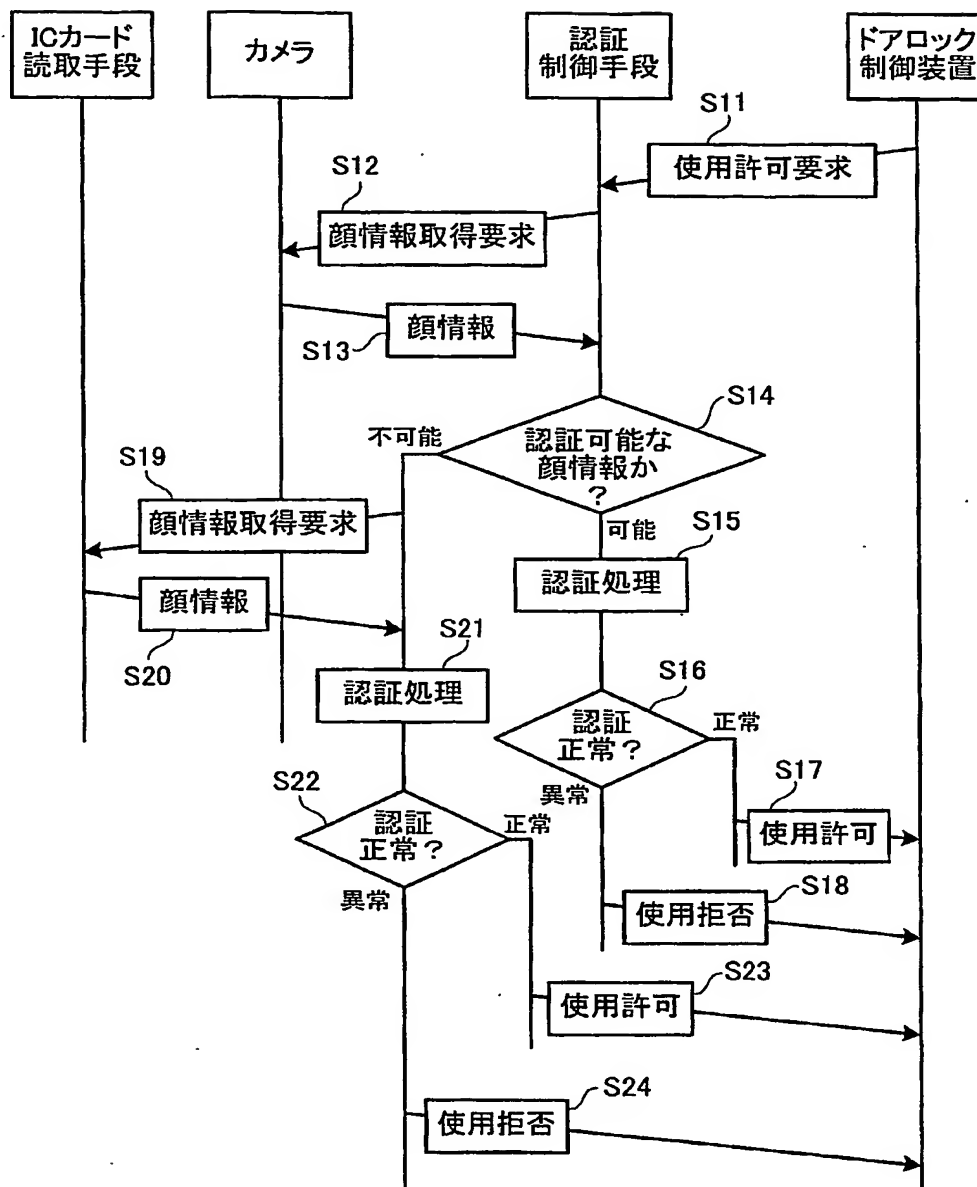 ICカード
読取手段
カメラ
認証
制御手段
ドアロック
制御装置
S11
使用許可要求
S12
顔情報取得要求
顔情報
S13
S14
不可能
認証可能な
顔情報か
?
S19
顔情報取得要求
可能
S15
認証処理
顔情報
S20
S21
認証処理
S16
認証
正常?
正常
S17
使用許可
異常
S22
認証
正常?
正常
異常
S18
使用拒否
S23
使用許可
S24
使用拒否